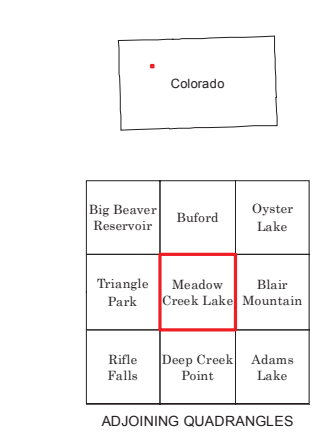 Colorado
Big Beaver
Reservoir
Buford
Oyster
Lake
Triangle
Park
Meadow
Creek Lake
Blair
Mountain
Rifle
Falls
Deep Creek
Point
Adams
Lake
ADJOINING QUADRANGLES